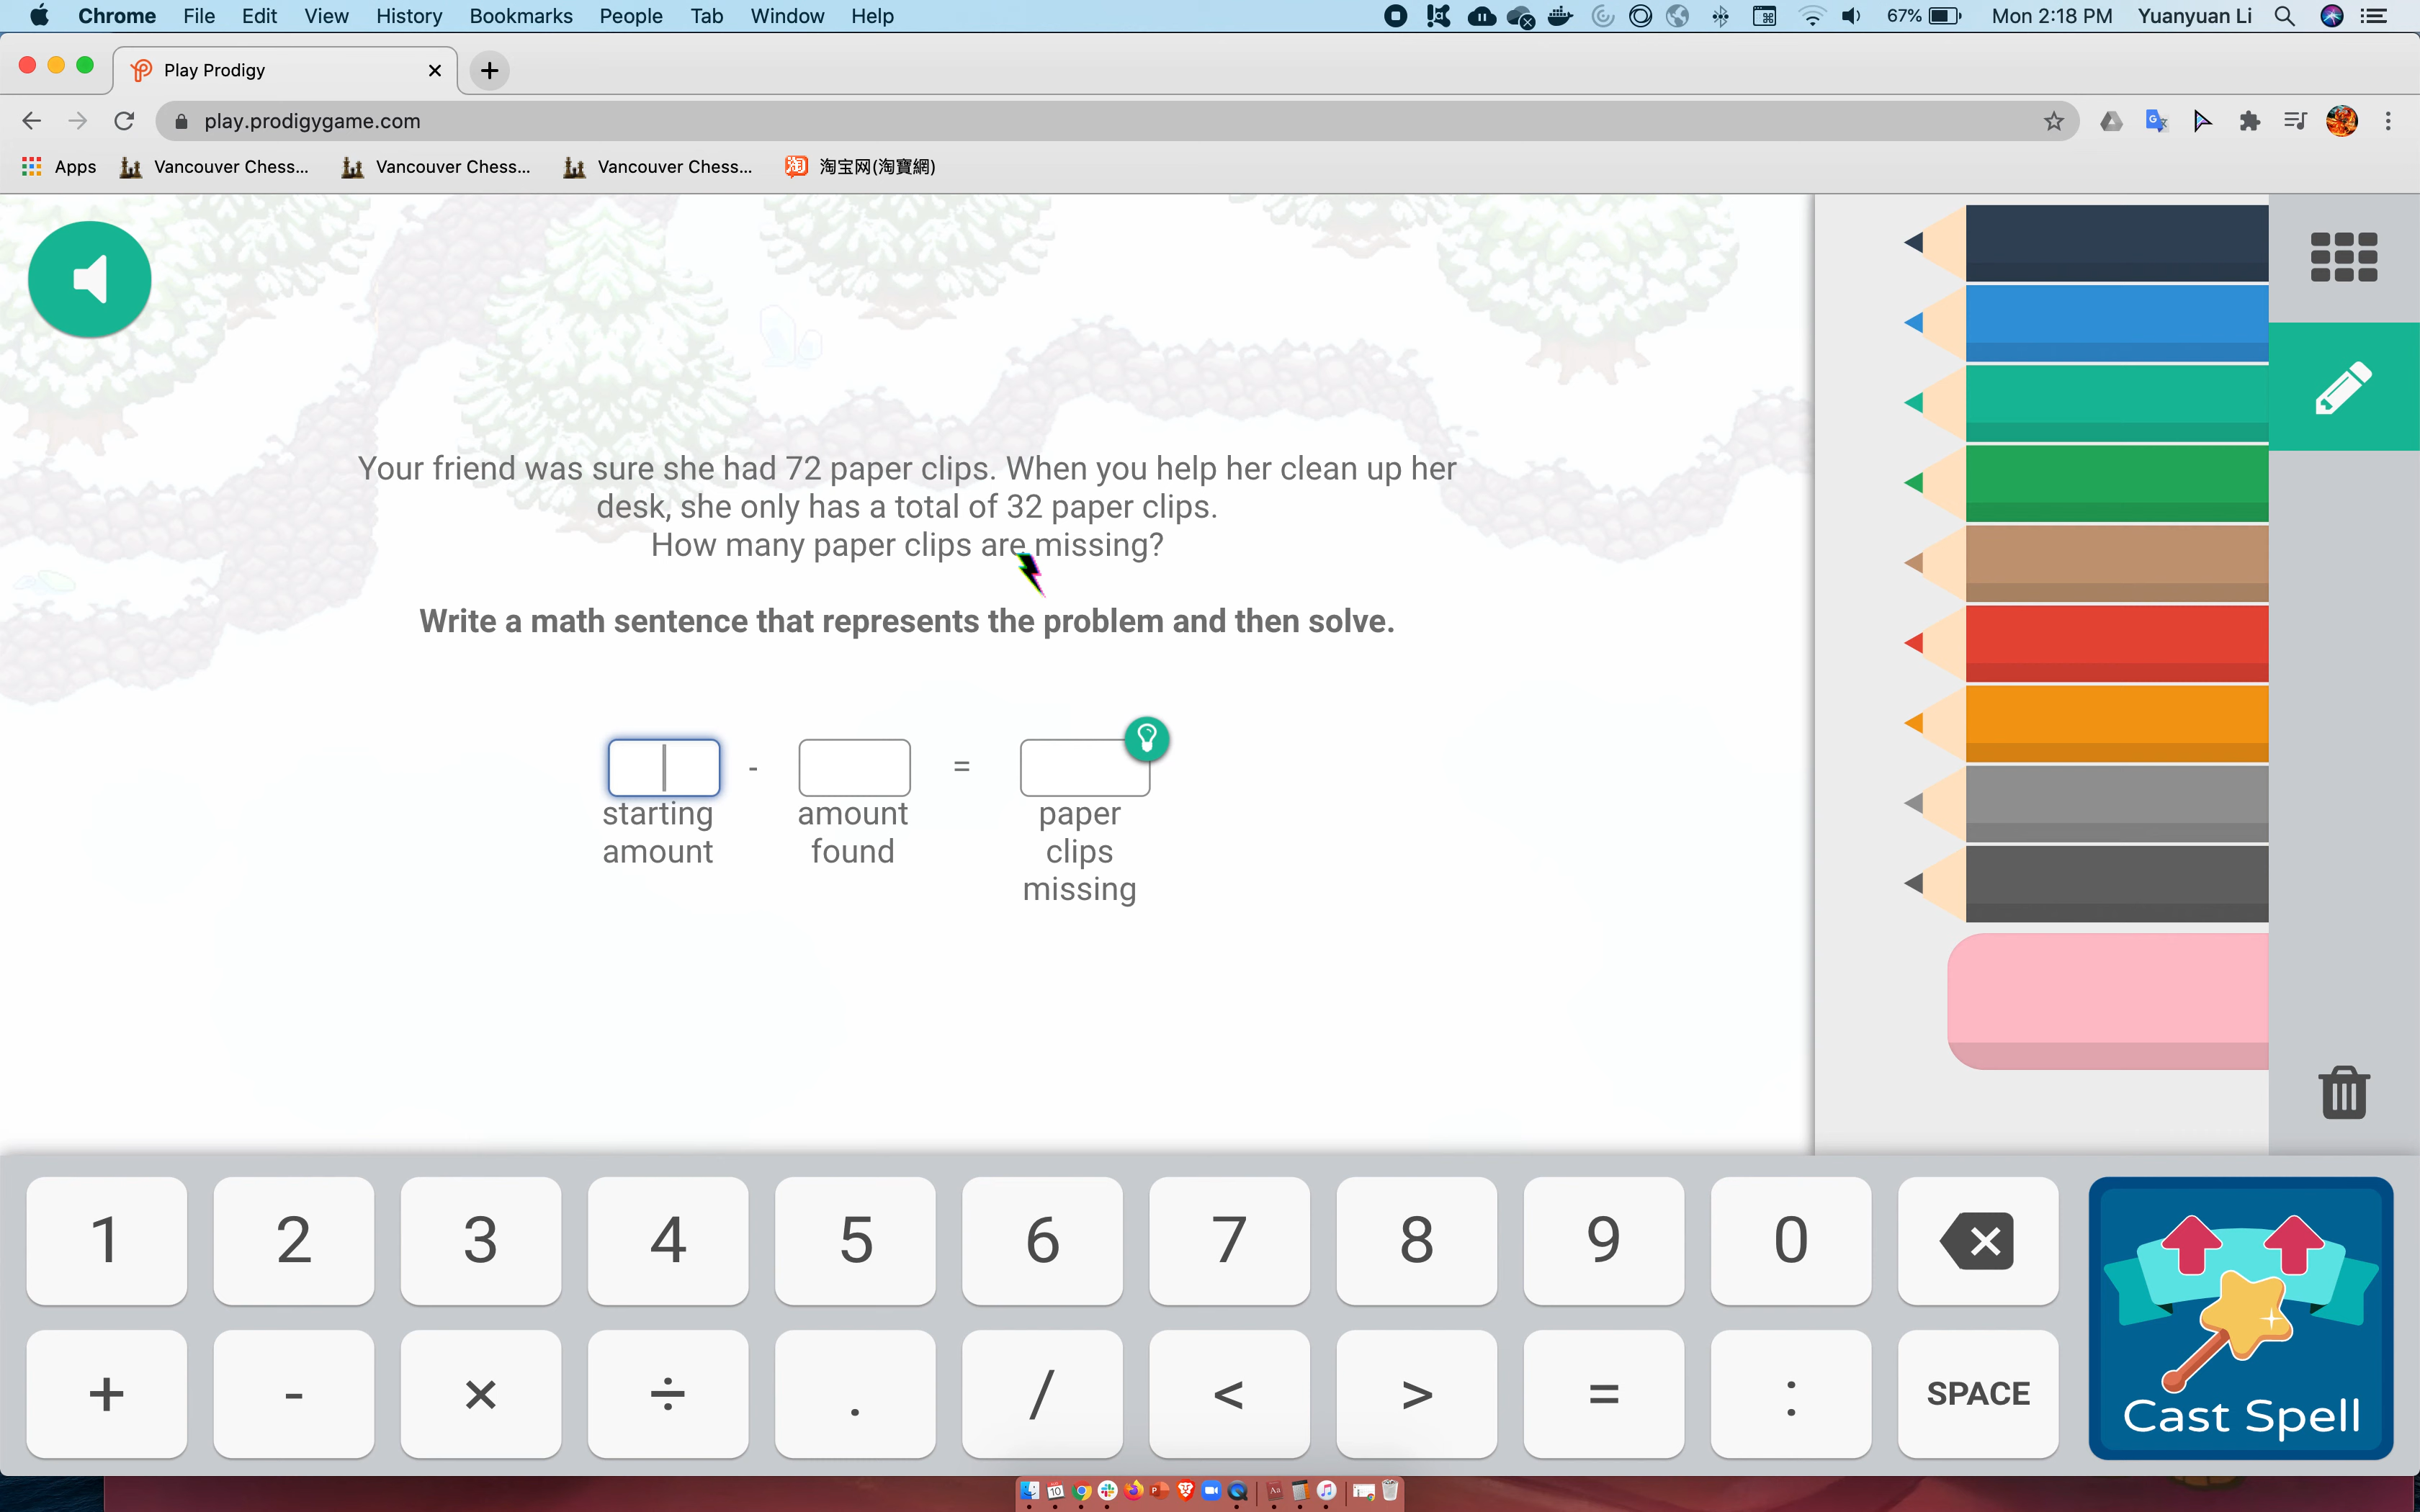 Chrome File Edit View History Bookmarks People Tab Window Help 67% Mon 2:18 PM Yuanyuan Li
Play Prodigy
play.prodigygame.com
Apps Vancouver Chess... Vancouver Chess... Vancouver Chess... 淘宝网(淘寶網)
Your friend was sure she had 72 paper clips. When you help her clean up her
desk, she only has a total of 32 paper clips.
How many paper clips are missing?
Write a math sentence that represents the problem and then solve.
- =
starting amount paper
amount found clips
missing
1 2 3 4 5 6 7 8 9 0
+ - × ÷ . / < > = : SPACE
Cast Spell